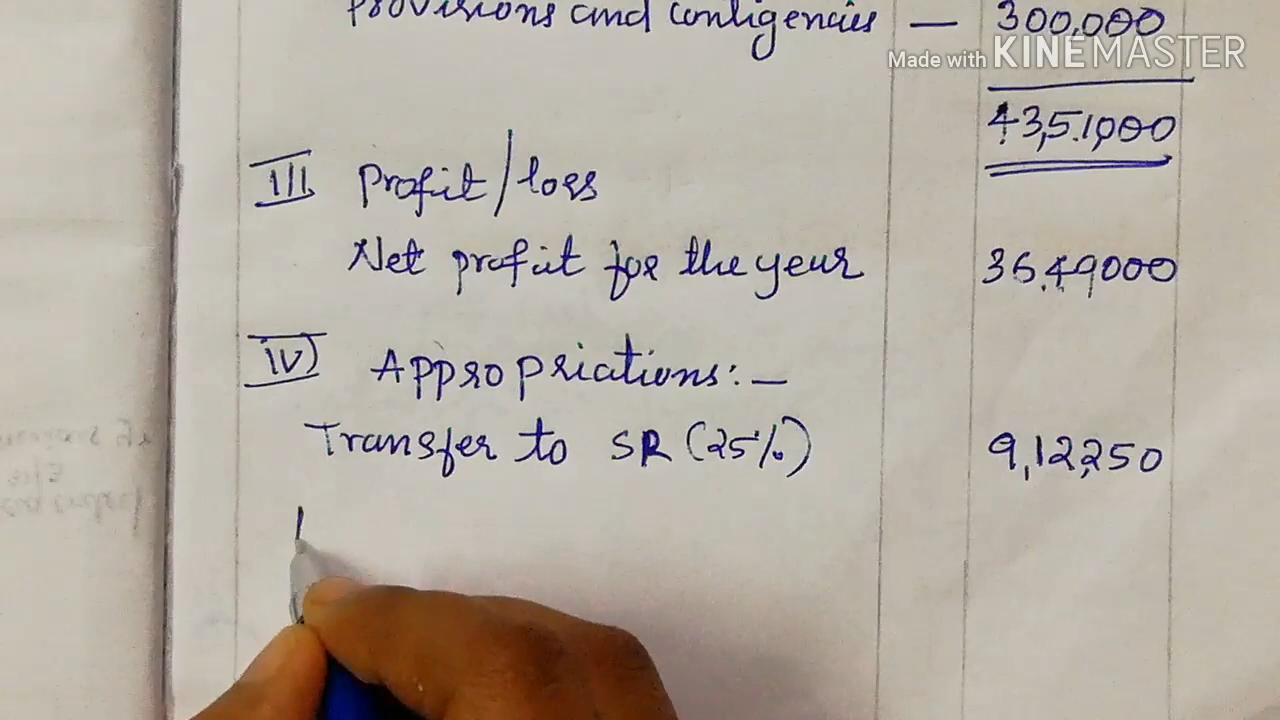 Provisions and contigencies — 300,000
Made with KINEMASTER
43,51,000
III Profit/loss
Net profit for the year 36,49000
IV) Appropriations:—
Transfer to SR (25%) 9,12,250